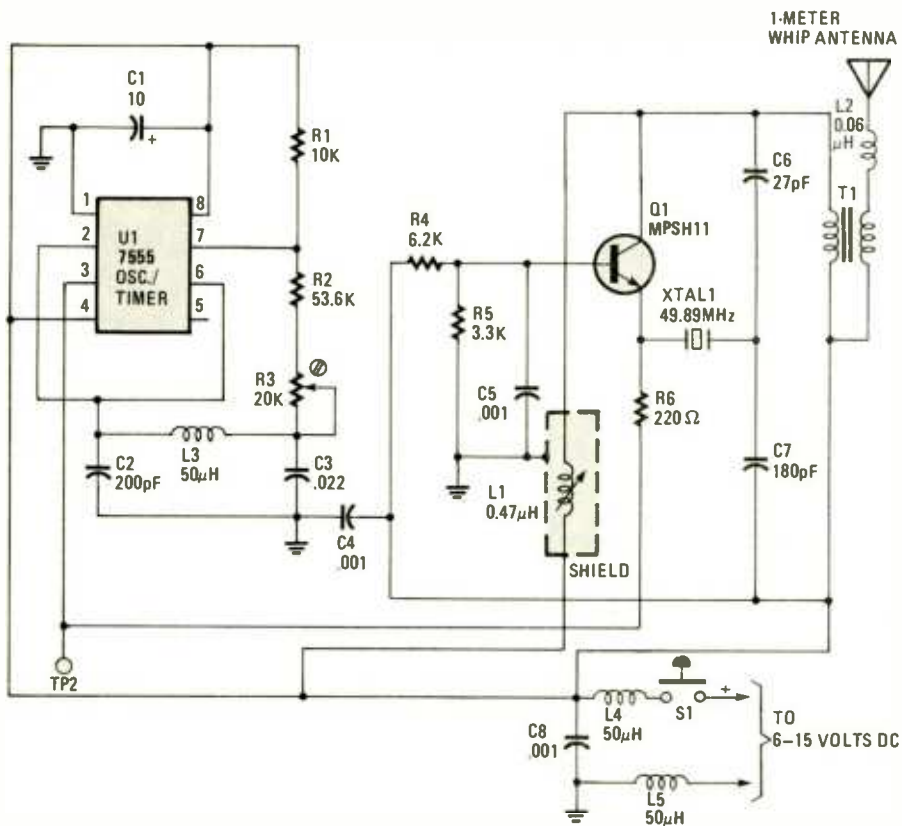 1-METER
WHIP ANTENNA
C1
10
+
R1
10K
L2
0.06
μH
C6
27pF
T1
1
2
3
4
8
7
6
5
U1
7555
OSC./
TIMER
R4
6.2K
Q1
MPSH11
R2
53.6K
R5
3.3K
XTAL1
49.89MHz
R3
20K
C5
.001
R6
220Ω
L3
50μH
C2
200pF
C3
.022
C7
180pF
L1
0.47μH
C4
.001
SHIELD
TP2
+
S1
L4
50μH
TO
6–15 VOLTS DC
C8
.001
L5
50μH